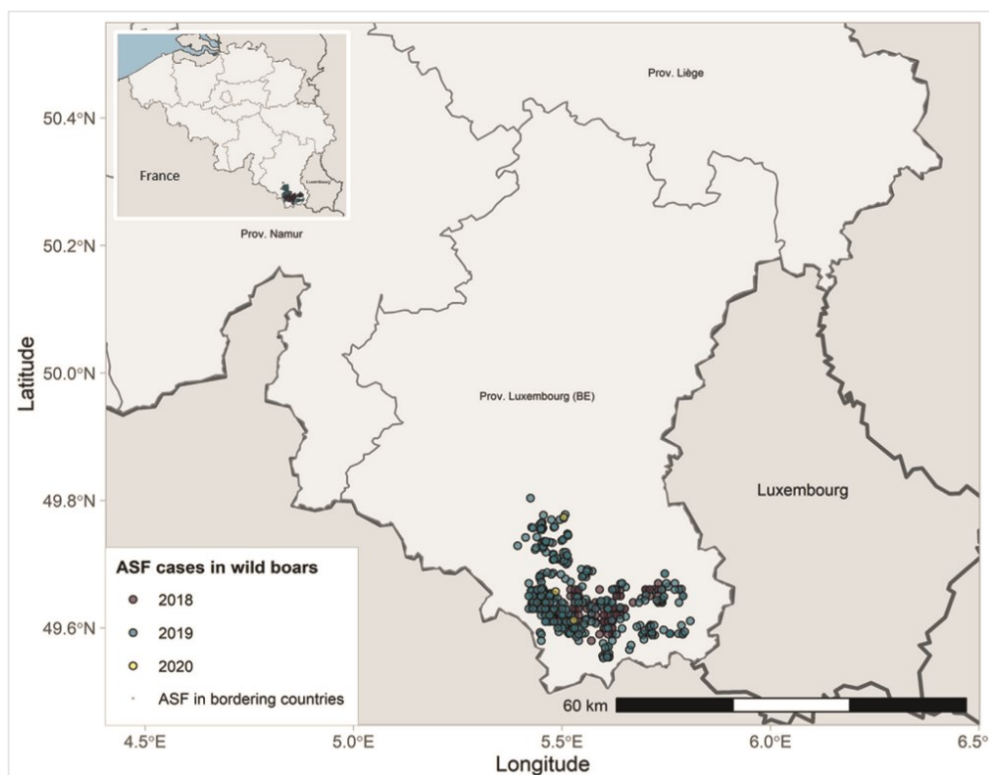 Prov. Liège
50.4°N
France
Luxembourg
50.2°N
Prov. Namur
Latitude
50.0°N
Prov. Luxembourg (BE)
49.8°N
Luxembourg
ASF cases in wild boars
2018
2019
2020
ASF in bordering countries
49.6°N
60 km
4.5°E
5.0°E
5.5°E
6.0°E
6.5°
Longitude